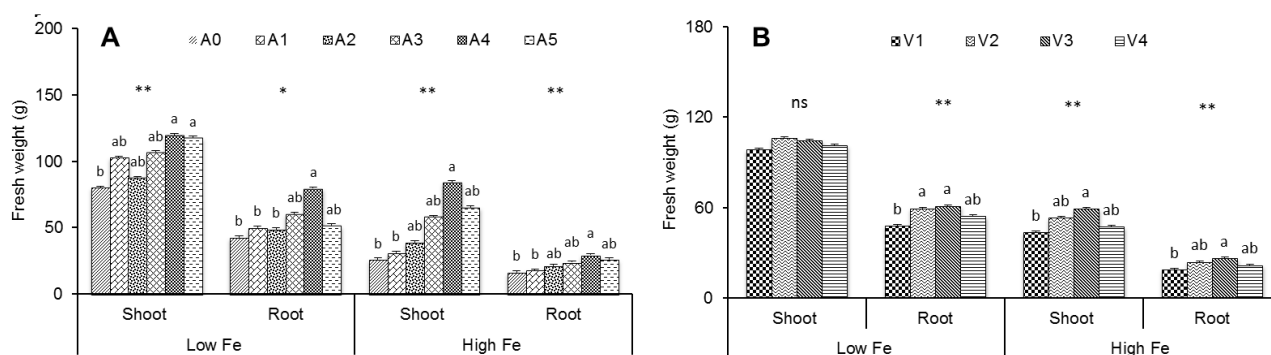 A
A0 A1 A2 A3 A4 A5
Fresh weight (g)
200
150
100
50
0
** * ** **
b ab ab ab a a
b b b ab a ab
b b ab ab a ab
b b ab ab a ab
Shoot Root Shoot Root
Low Fe High Fe
B
V1 V2 V3 V4
Fresh weight (g)
180
120
60
0
ns ** ** **
b a a ab
b ab a ab
b ab a ab
Shoot Root Shoot Root
Low Fe High Fe